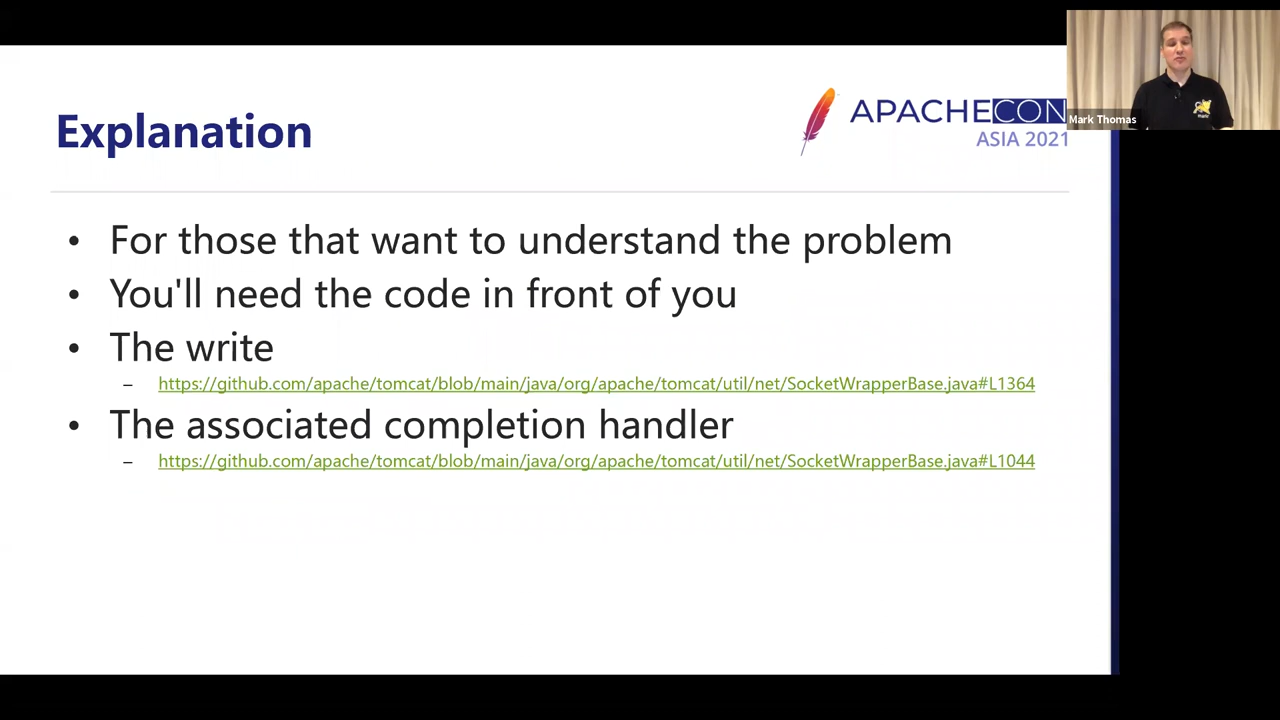 APACHECON
ASIA 2021
Mark Thomas
Explanation
• For those that want to understand the problem
• You'll need the code in front of you
• The write
– https://github.com/apache/tomcat/blob/main/java/org/apache/tomcat/util/net/SocketWrapperBase.java#L1364
• The associated completion handler
– https://github.com/apache/tomcat/blob/main/java/org/apache/tomcat/util/net/SocketWrapperBase.java#L1044